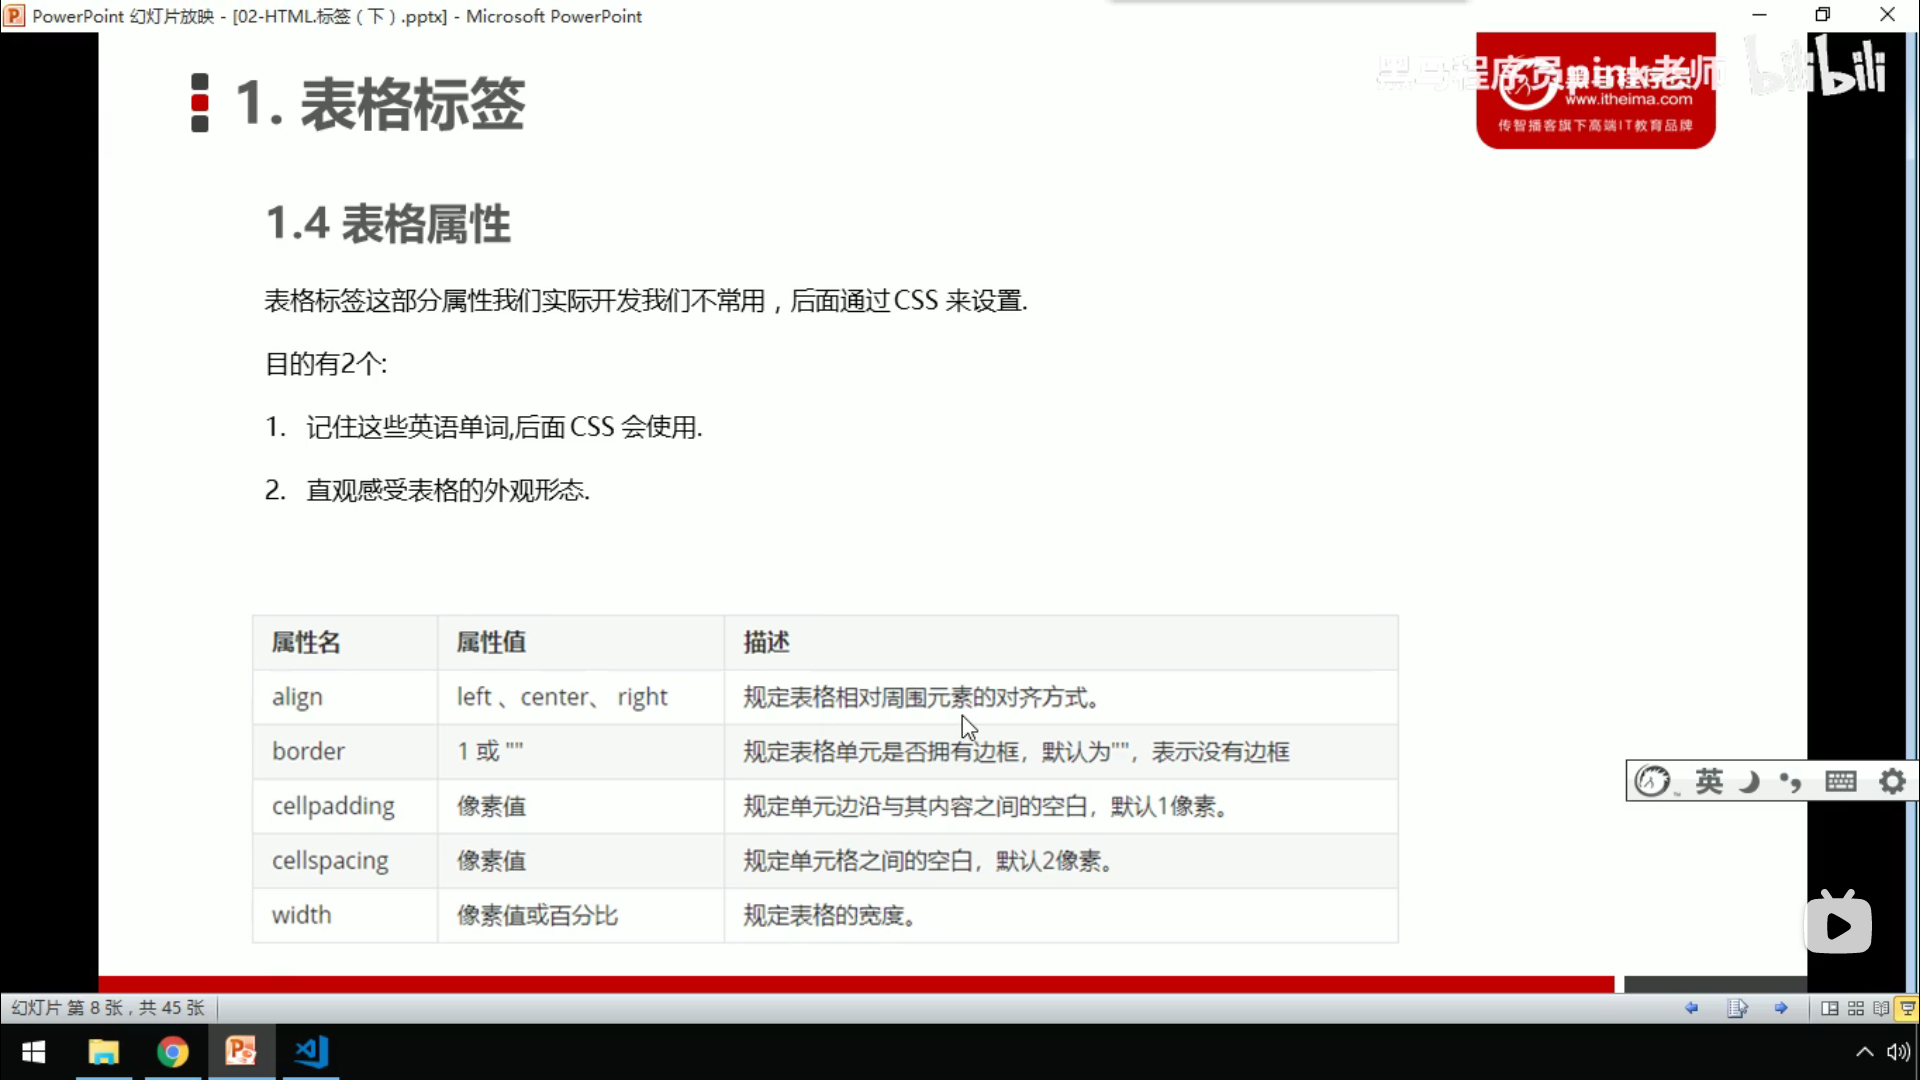 PowerPoint 幻灯片放映 - [02-HTML标签（下）.pptx] - Microsoft PowerPoint
1. 表格标签
黑马程序员pink老师
bilibili
www.itheima.com
传智播客旗下高端IT教育品牌
1.4 表格属性
表格标签这部分属性我们实际开发我们不常用，后面通过 CSS 来设置.
目的有2个:
1. 记住这些英语单词,后面 CSS 会使用.
2. 直观感受表格的外观形态.
属性名 属性值 描述
align left 、center、 right 规定表格相对周围元素的对齐方式。
border 1 或 "" 规定表格单元是否拥有边框，默认为""，表示没有边框
cellpadding 像素值 规定单元边沿与其内容之间的空白，默认1像素。
cellspacing 像素值 规定单元格之间的空白，默认2像素。
width 像素值或百分比 规定表格的宽度。
英
幻灯片 第 8 张，共 45 张